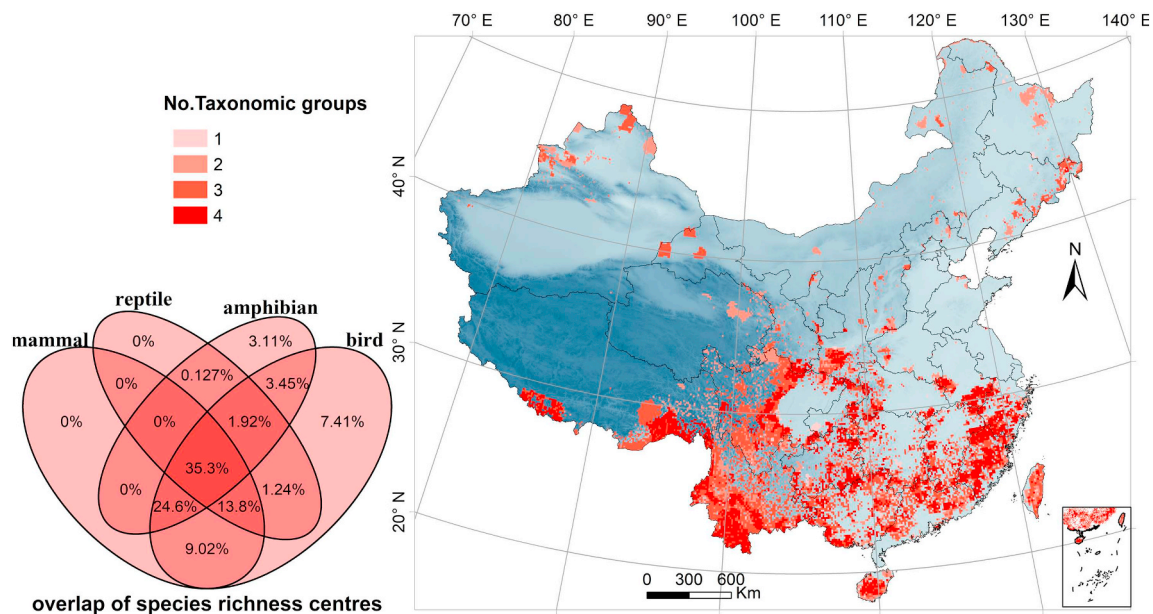 70° E 80° E 90° E 100° E 110° E 120° E 130° E 140° E
No.Taxonomic groups
1
2
3
4
40° N
30° N
20° N
N
reptile
amphibian
mammal
bird
0%
3.11%
0%
0.127%
3.45%
0%
0%
1.92%
7.41%
35.3%
0%
24.6%
13.8%
1.24%
9.02%
overlap of species richness centres
0 300 600
Km